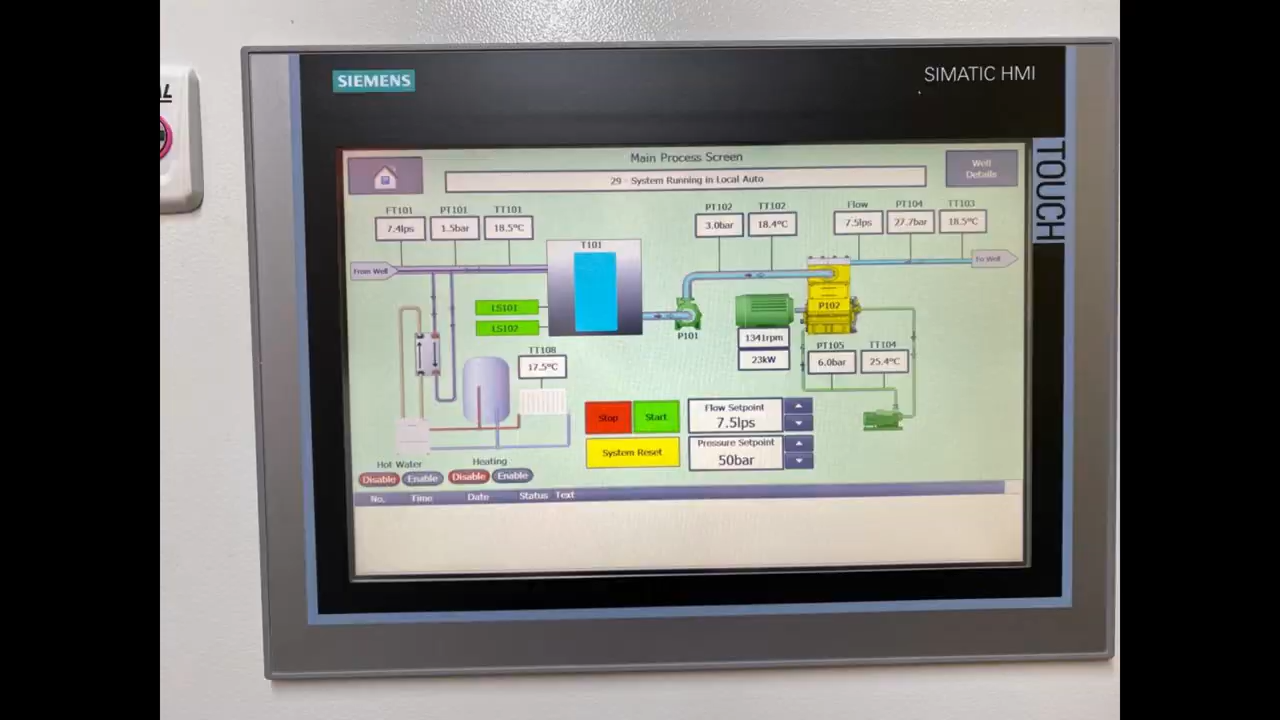 AL
SIEMENS
SIMATIC HMI
TOUCH
Main Process Screen
29 - System Running in Local Auto
Well
Details
FT101 PT101 TT101
7.4lps 1.5bar 18.5°C
PT102 TT102
3.0bar 18.4°C
Flow PT104 TT103
7.5lps 27.7bar 18.5°C
From Well
T101
To Well
LS101
LS102
P101
P102
1341rpm
23kW
PT105 TT104
6.0bar 25.4°C
TT108
17.5°C
Stop Start
System Reset
Flow Setpoint
7.5lps
Pressure Setpoint
50bar
Hot Water
Disable Enable
Heating
Disable Enable
No. Time Date Status Text